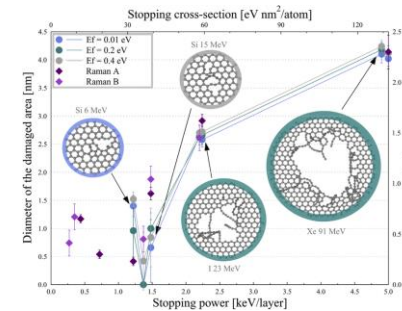 Stopping cross-section [eV nm²/atom]
0 20 40 60 80 100 120
Diameter of the damaged area [nm]
4.5
4.0
3.5
3.0
2.5
2.0
1.5
1.0
0.5
0.0
Ef = 0.01 eV
Ef = 0.2 eV
Ef = 0.4 eV
Raman A
Raman B
Si 15 MeV
Si 6 MeV
I 23 MeV
Xe 91 MeV
2.5
2.0
1.5
1.0
0.5
0.0
0.0 0.5 1.0 1.5 2.0 2.5 3.0 3.5 4.0 4.5 5.0
Stopping power [keV/layer]